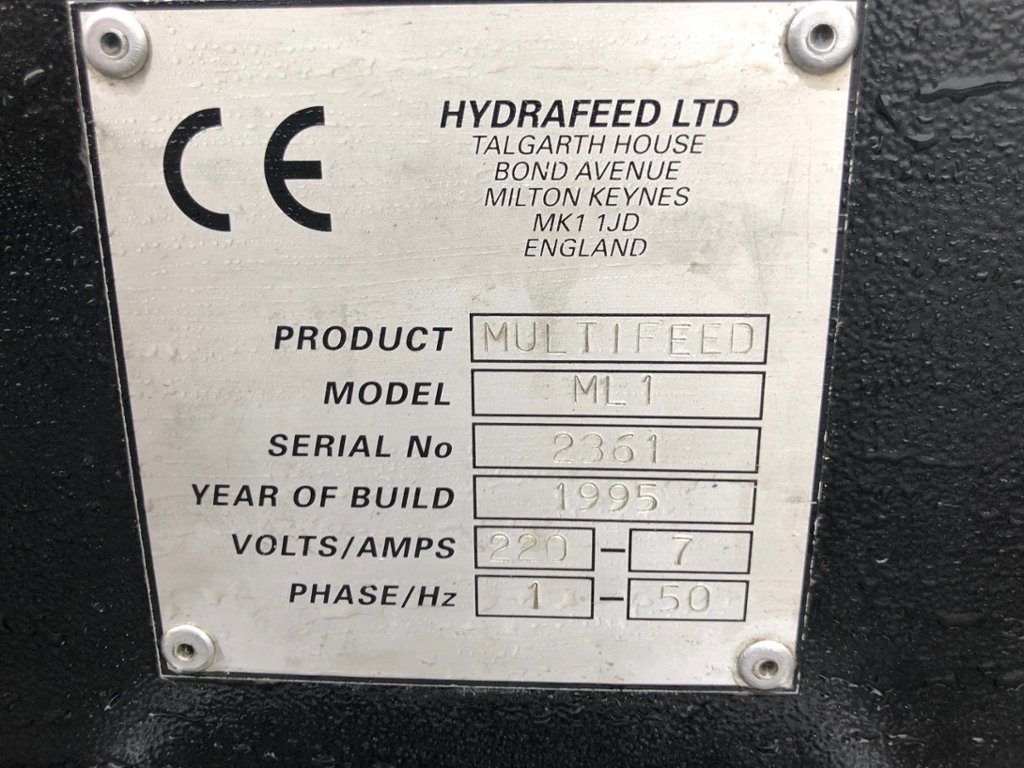 CE
HYDRAFEED LTD
TALGARTH HOUSE
BOND AVENUE
MILTON KEYNES
MK1 1JD
ENGLAND
PRODUCT MULTIFEED
MODEL ML1
SERIAL No 2361
YEAR OF BUILD 1995
VOLTS/AMPS 220 – 7
PHASE/Hz 1 – 50